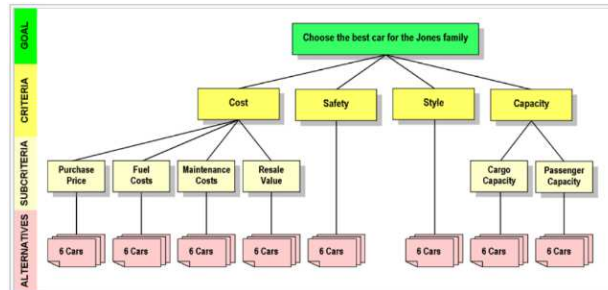 GOAL
Choose the best car for the Jones family
CRITERIA
Cost
Safety
Style
Capacity
SUBCRITERIA
Purchase
Price
Fuel
Costs
Maintenance
Costs
Resale
Value
Cargo
Capacity
Passenger
Capacity
ALTERNATIVES
6 Cars
6 Cars
6 Cars
6 Cars
6 Cars
6 Cars
6 Cars
6 Cars